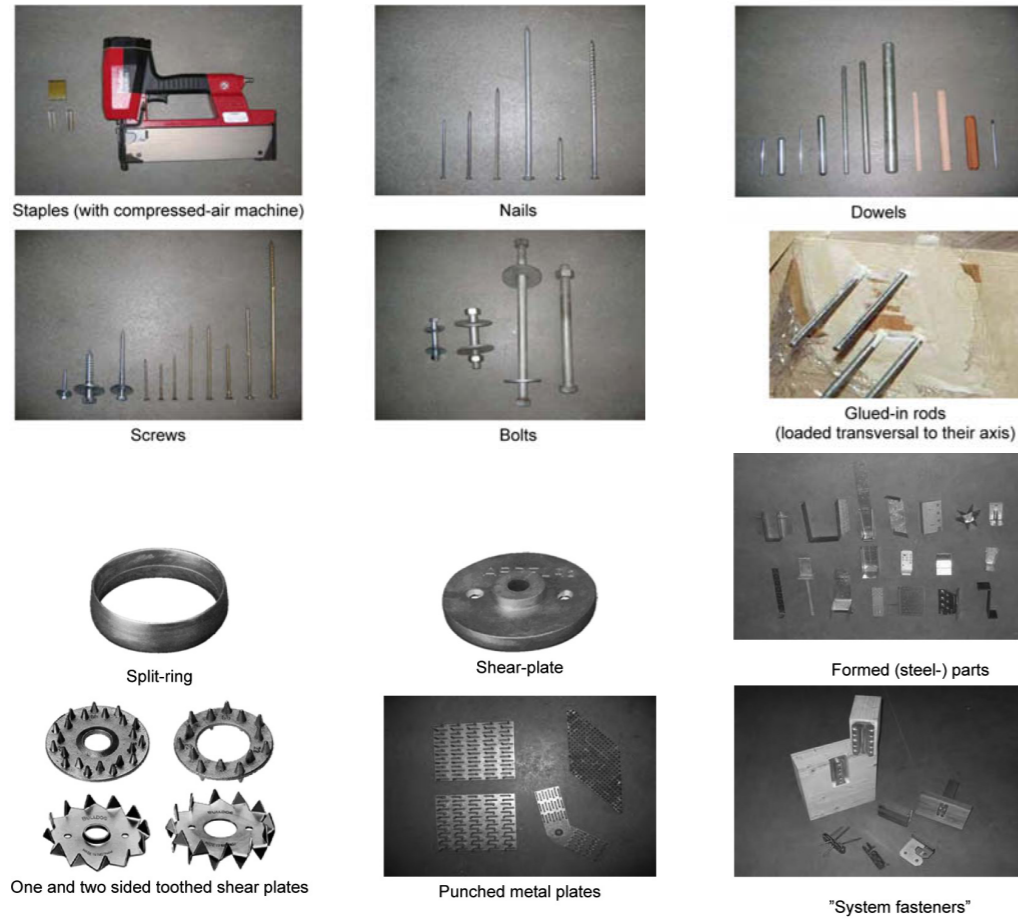 Staples (with compressed-air machine)
Nails
Dowels
Screws
Bolts
Glued-in rods
(loaded transversal to their axis)
Split-ring
Shear-plate
Formed (steel-) parts
BULLDOG
One and two sided toothed shear plates
Punched metal plates
"System fasteners"